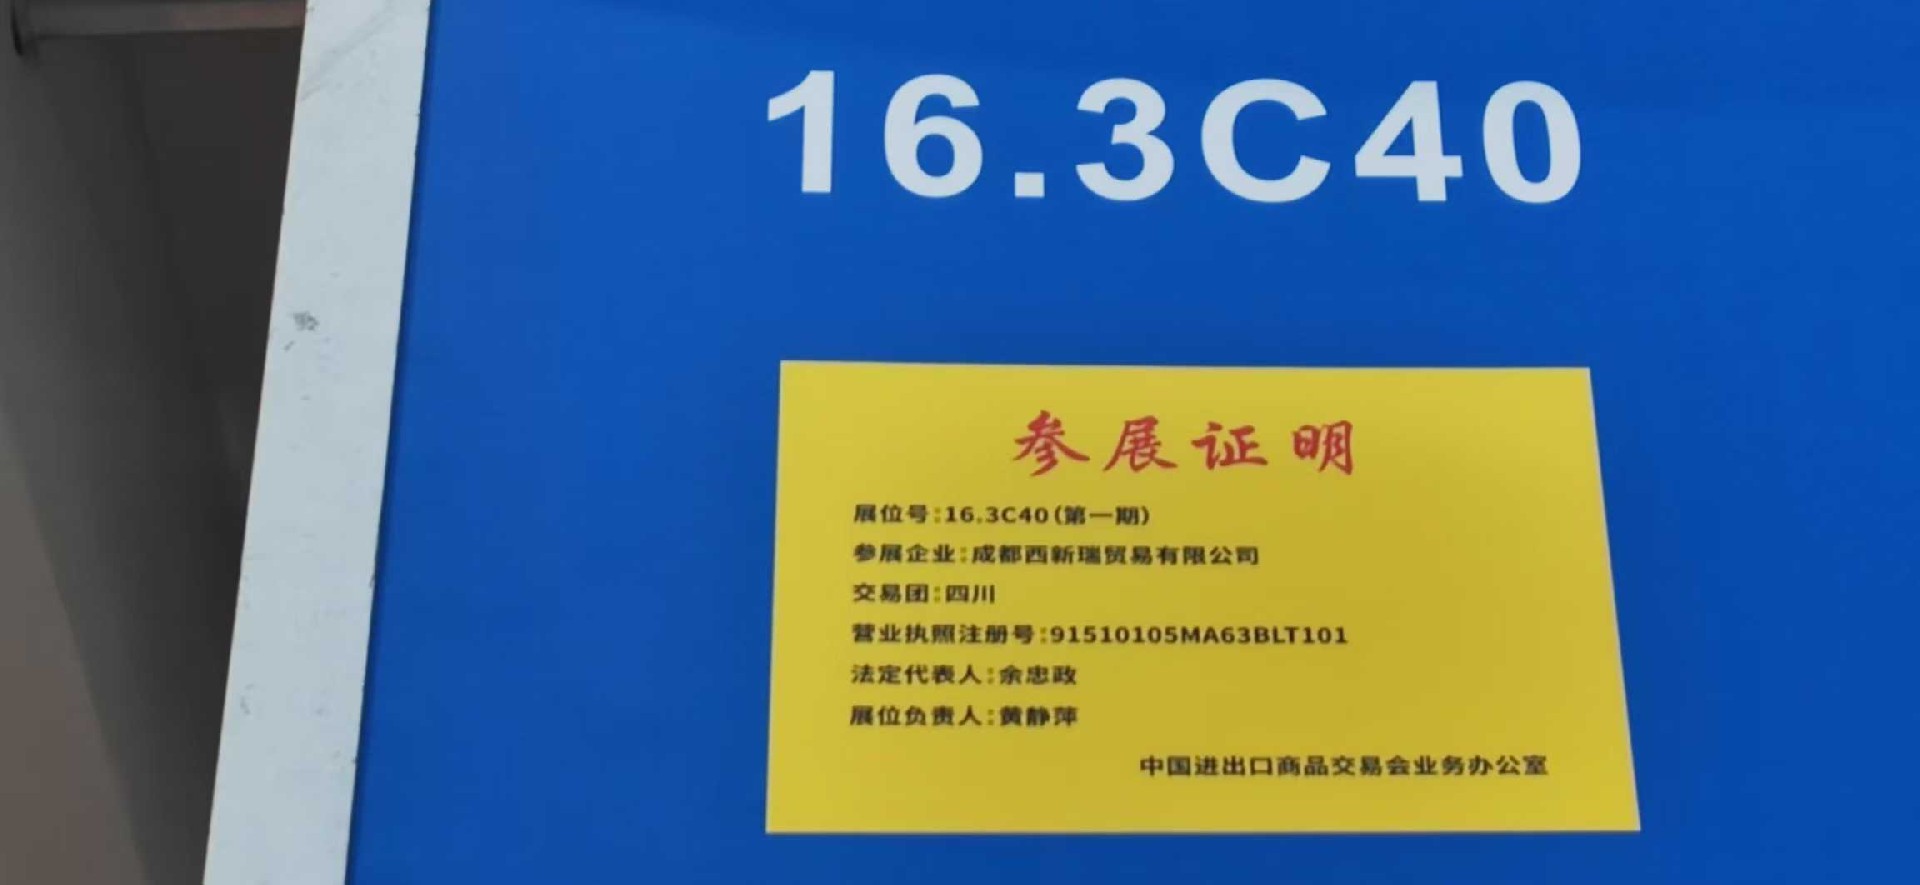 16.3C40
参展证明
展位号:16.3C40(第一期)
参展企业:成都西新瑞贸易有限公司
交易团:四川
营业执照注册号:91510105MA63BLT101
法定代表人:余忠政
展位负责人:黄静萍
中国进出口商品交易会业务办公室